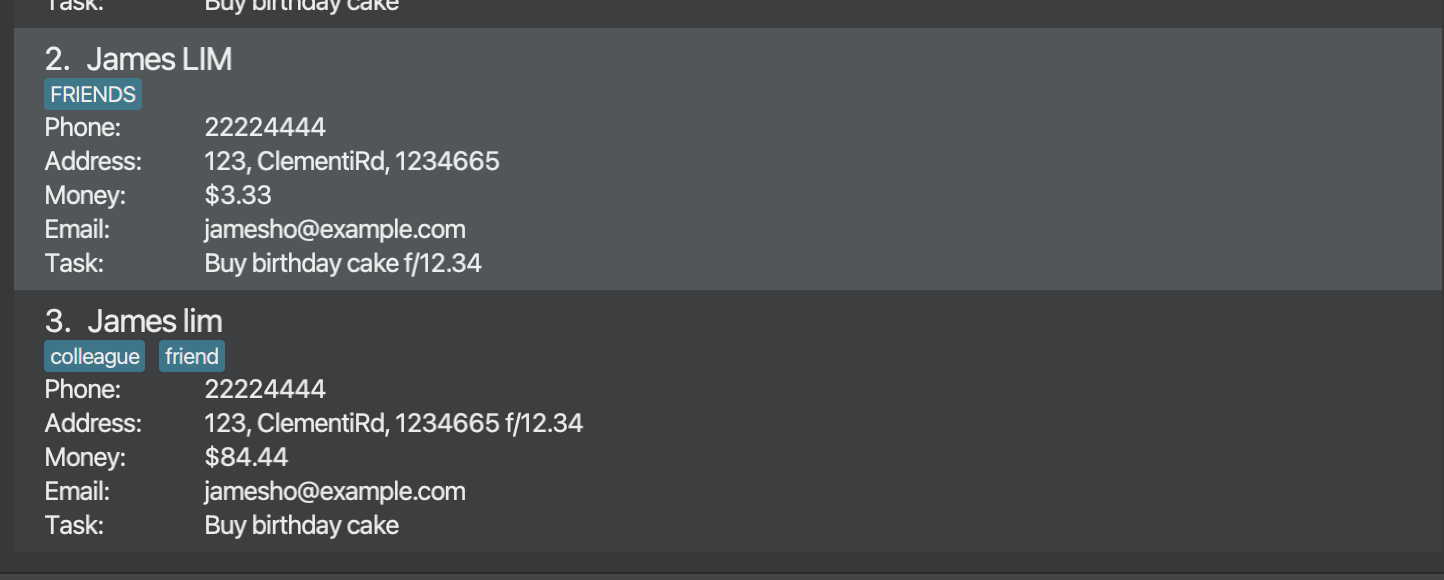 Task: Buy birthday cake
2. James LIM
FRIENDS
Phone: 22224444
Address: 123, ClementiRd, 1234665
Money: $3.33
Email: jamesho@example.com
Task: Buy birthday cake f/12.34
3. James lim
colleague friend
Phone: 22224444
Address: 123, ClementiRd, 1234665 f/12.34
Money: $84.44
Email: jamesho@example.com
Task: Buy birthday cake